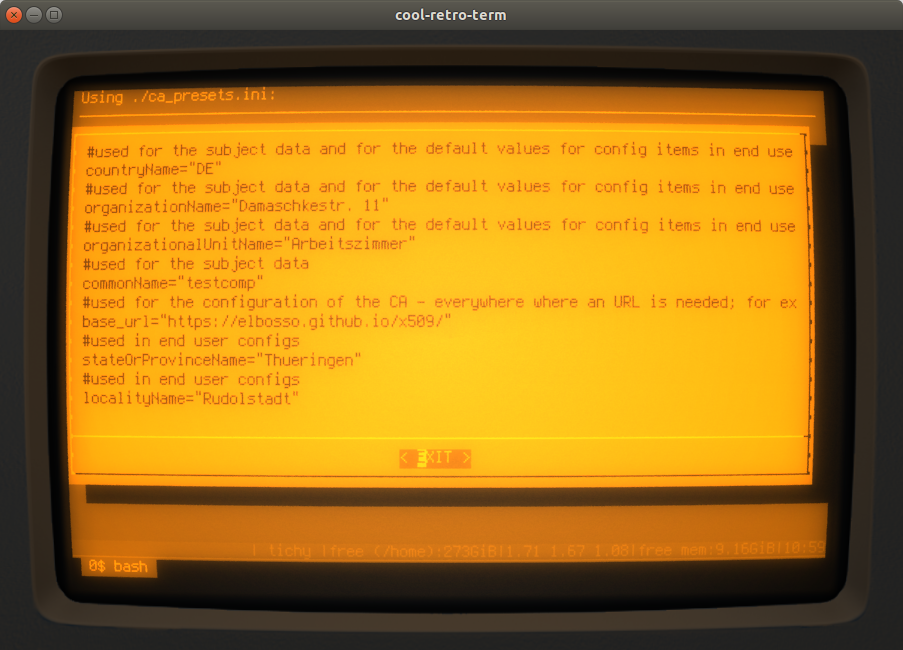 cool-retro-term
Using ./ca_presets.ini:
#used for the subject data and for the default values for config items in end use
countryName="DE"
#used for the subject data and for the default values for config items in end use
organizationName="Damaschkestr. 11"
#used for the subject data and for the default values for config items in end use
organizationalUnitName="Arbeitszimmer"
#used for the subject data
commonName="testcomp"
#used for the configuration of the CA - everywhere where an URL is needed; for ex
base_url="https://elbosso.github.io/x509/"
#used in end user configs
stateOrProvinceName="Thueringen"
#used in end user configs
localityName="Rudolstadt"
< EXIT >
| tichy |free (/home):273GiB|1.71 1.67 1.08|free mem:9.16GiB|10:59
0$ bash